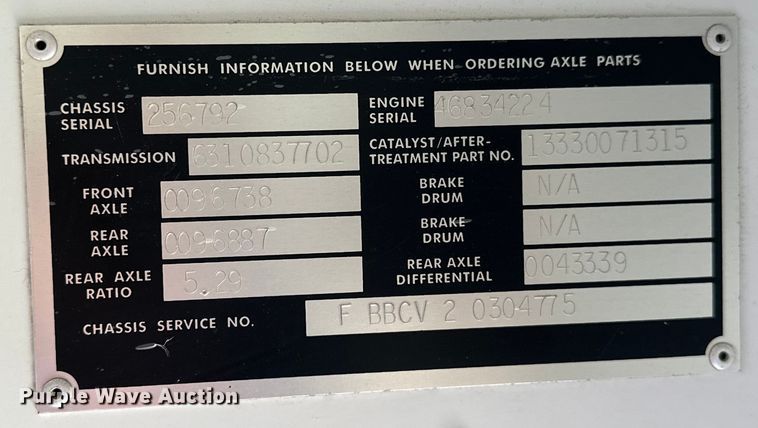 FURNISH INFORMATION BELOW WHEN ORDERING AXLE PARTS
CHASSIS SERIAL 256792
ENGINE SERIAL 46834224
TRANSMISSION 6310837702
CATALYST/AFTER-TREATMENT PART NO. 13330071315
FRONT AXLE 0096738
BRAKE DRUM N/A
REAR AXLE 0096887
BRAKE DRUM N/A
REAR AXLE RATIO 5.29
REAR AXLE DIFFERENTIAL 0043339
CHASSIS SERVICE NO. F BBCV 2 0304775
Purple Wave Auction